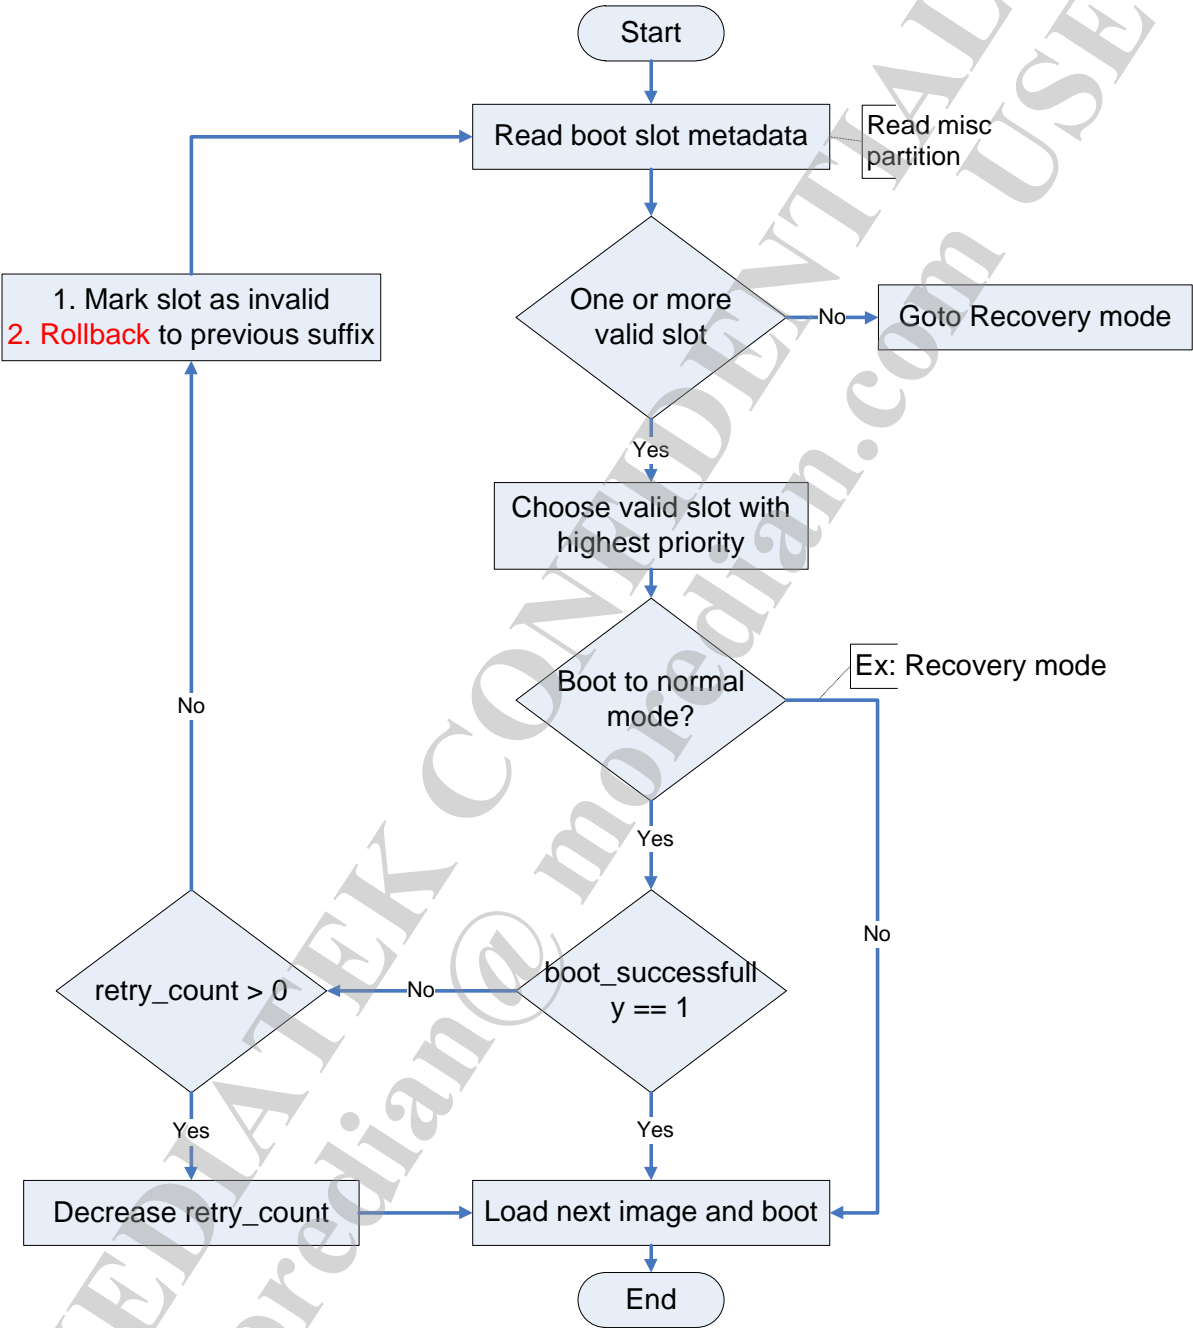 Start
Read boot slot metadata
Read misc
partition
One or more
valid slot
No
Goto Recovery mode
1. Mark slot as invalid
2. Rollback to previous suffix
Yes
Choose valid slot with
highest priority
Boot to normal
mode?
Ex: Recovery mode
No
Yes
No
boot_successfull
y == 1
No
retry_count > 0
Yes
Yes
Decrease retry_count
Load next image and boot
End
MEDIATEK CONFIDENTIAL
oredian@moredian.com USE